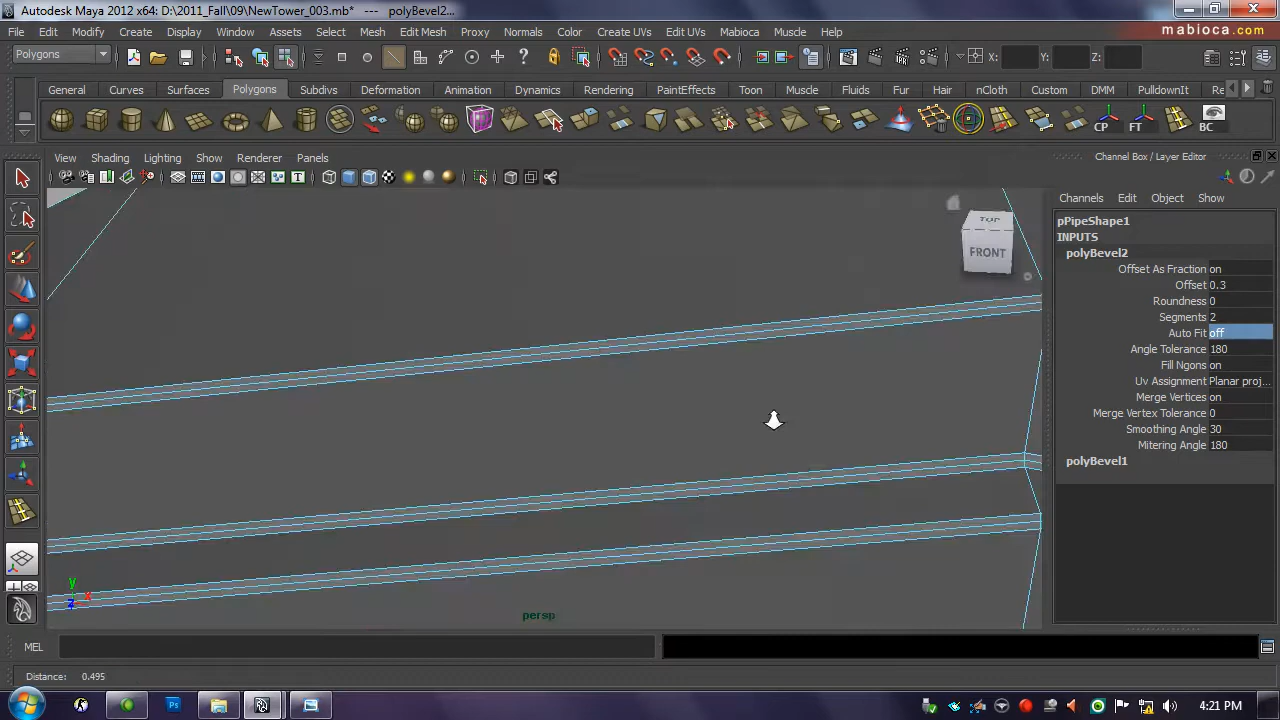 Autodesk Maya 2012 x64: D:\2011_Fall\09\NewTower_003.mb* --- polyBevel2...
File Edit Modify Create Display Window Assets Select Mesh Edit Mesh Proxy Normals Color Create UVs Edit UVs Mabioca Muscle Help
mabioca.com
Polygons X: Y: Z:
General Curves Surfaces Polygons Subdivs Deformation Animation Dynamics Rendering PaintEffects Toon Muscle Fluids Fur Hair nCloth Custom DMM PulldownIt Re
CP FT BC
View Shading Lighting Show Renderer Panels
Channel Box / Layer Editor
Channels Edit Object Show
pPipeShape1
INPUTS
polyBevel2
Offset As Fraction on
Offset 0.3
Roundness 0
Segments 2
Auto Fit off
Angle Tolerance 180
Fill Ngons on
Uv Assignment Planar proj...
Merge Vertices on
Merge Vertex Tolerance 0
Smoothing Angle 30
Mitering Angle 180
polyBevel1
TOP
FRONT
y
x
z
persp
MEL
Distance: 0.495
4:21 PM